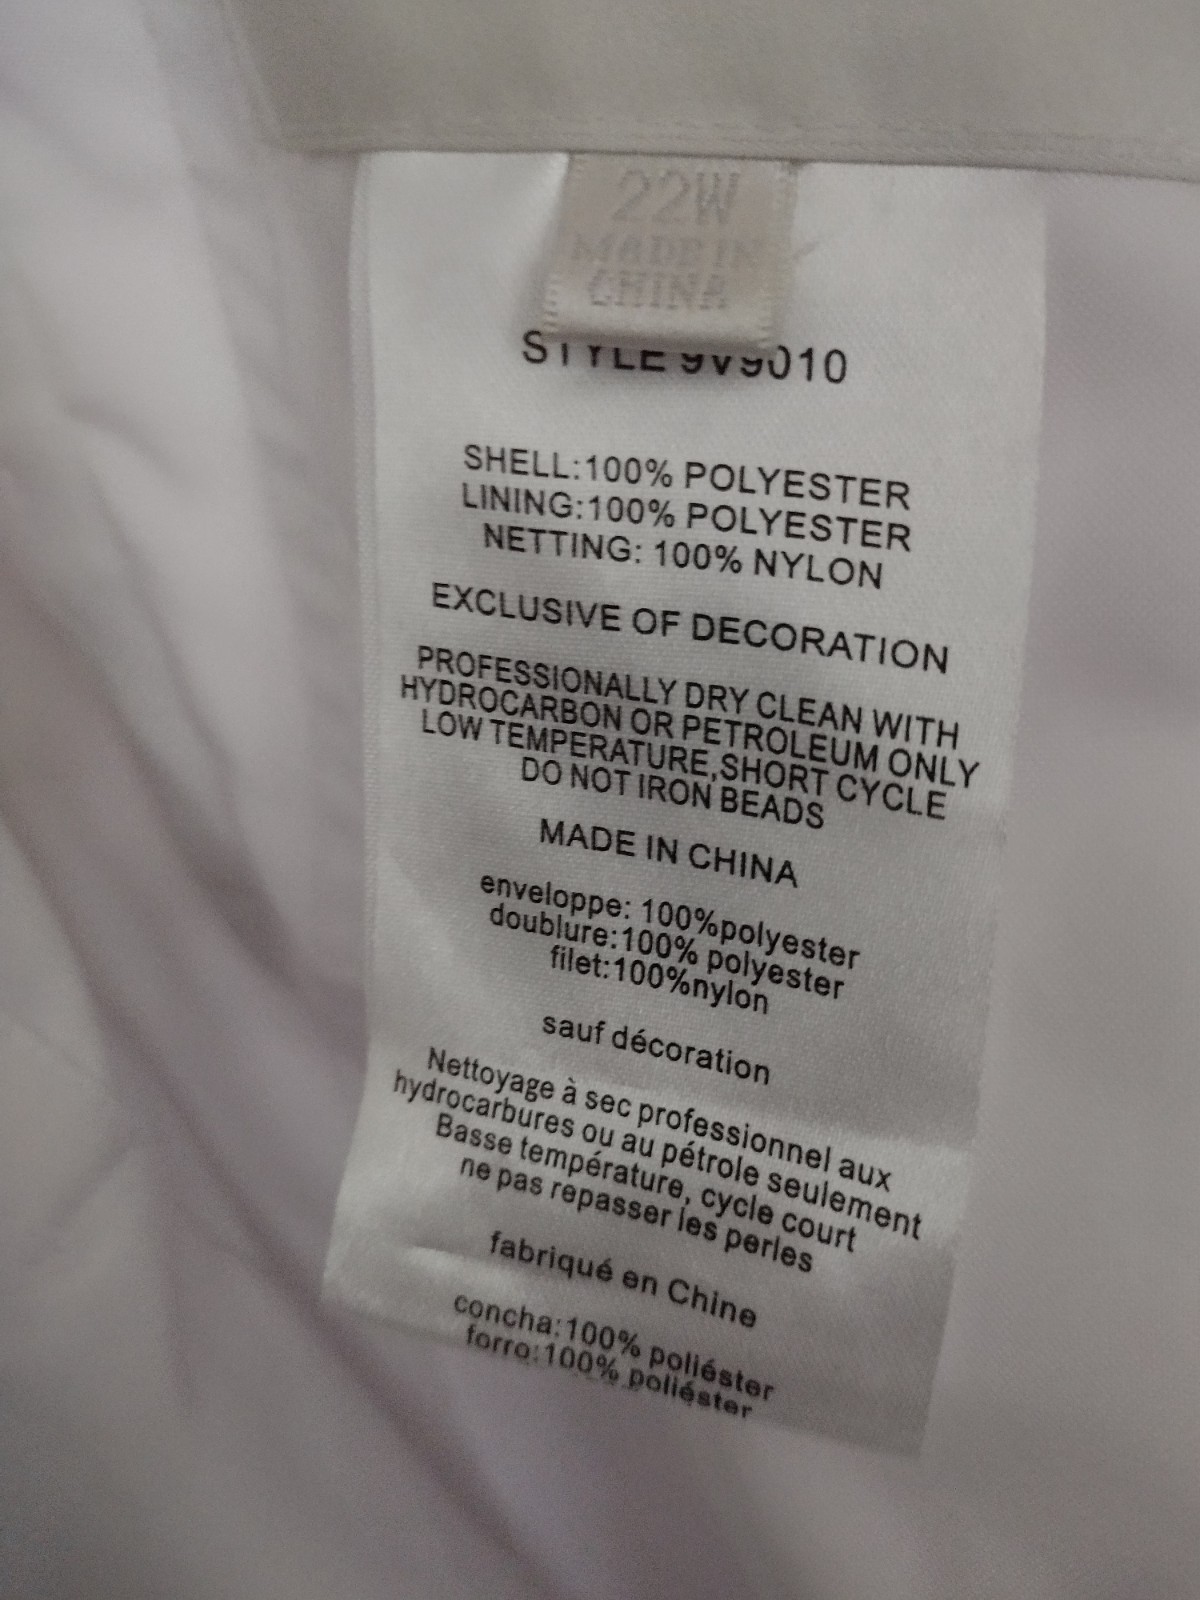 22W
MADE IN
CHINA
STYLE 9V9010
SHELL:100% POLYESTER
LINING:100% POLYESTER
NETTING: 100% NYLON
EXCLUSIVE OF DECORATION
PROFESSIONALLY DRY CLEAN WITH
HYDROCARBON OR PETROLEUM ONLY
LOW TEMPERATURE,SHORT CYCLE
DO NOT IRON BEADS
MADE IN CHINA
enveloppe: 100%polyester
doublure:100% polyester
filet:100%nylon
sauf décoration
Nettoyage à sec professionnel aux
hydrocarbures ou au pétrole seulement
Basse température, cycle court
ne pas repasser les perles
fabriqué en Chine
concha:100% poliéster
forro:100% poliéster